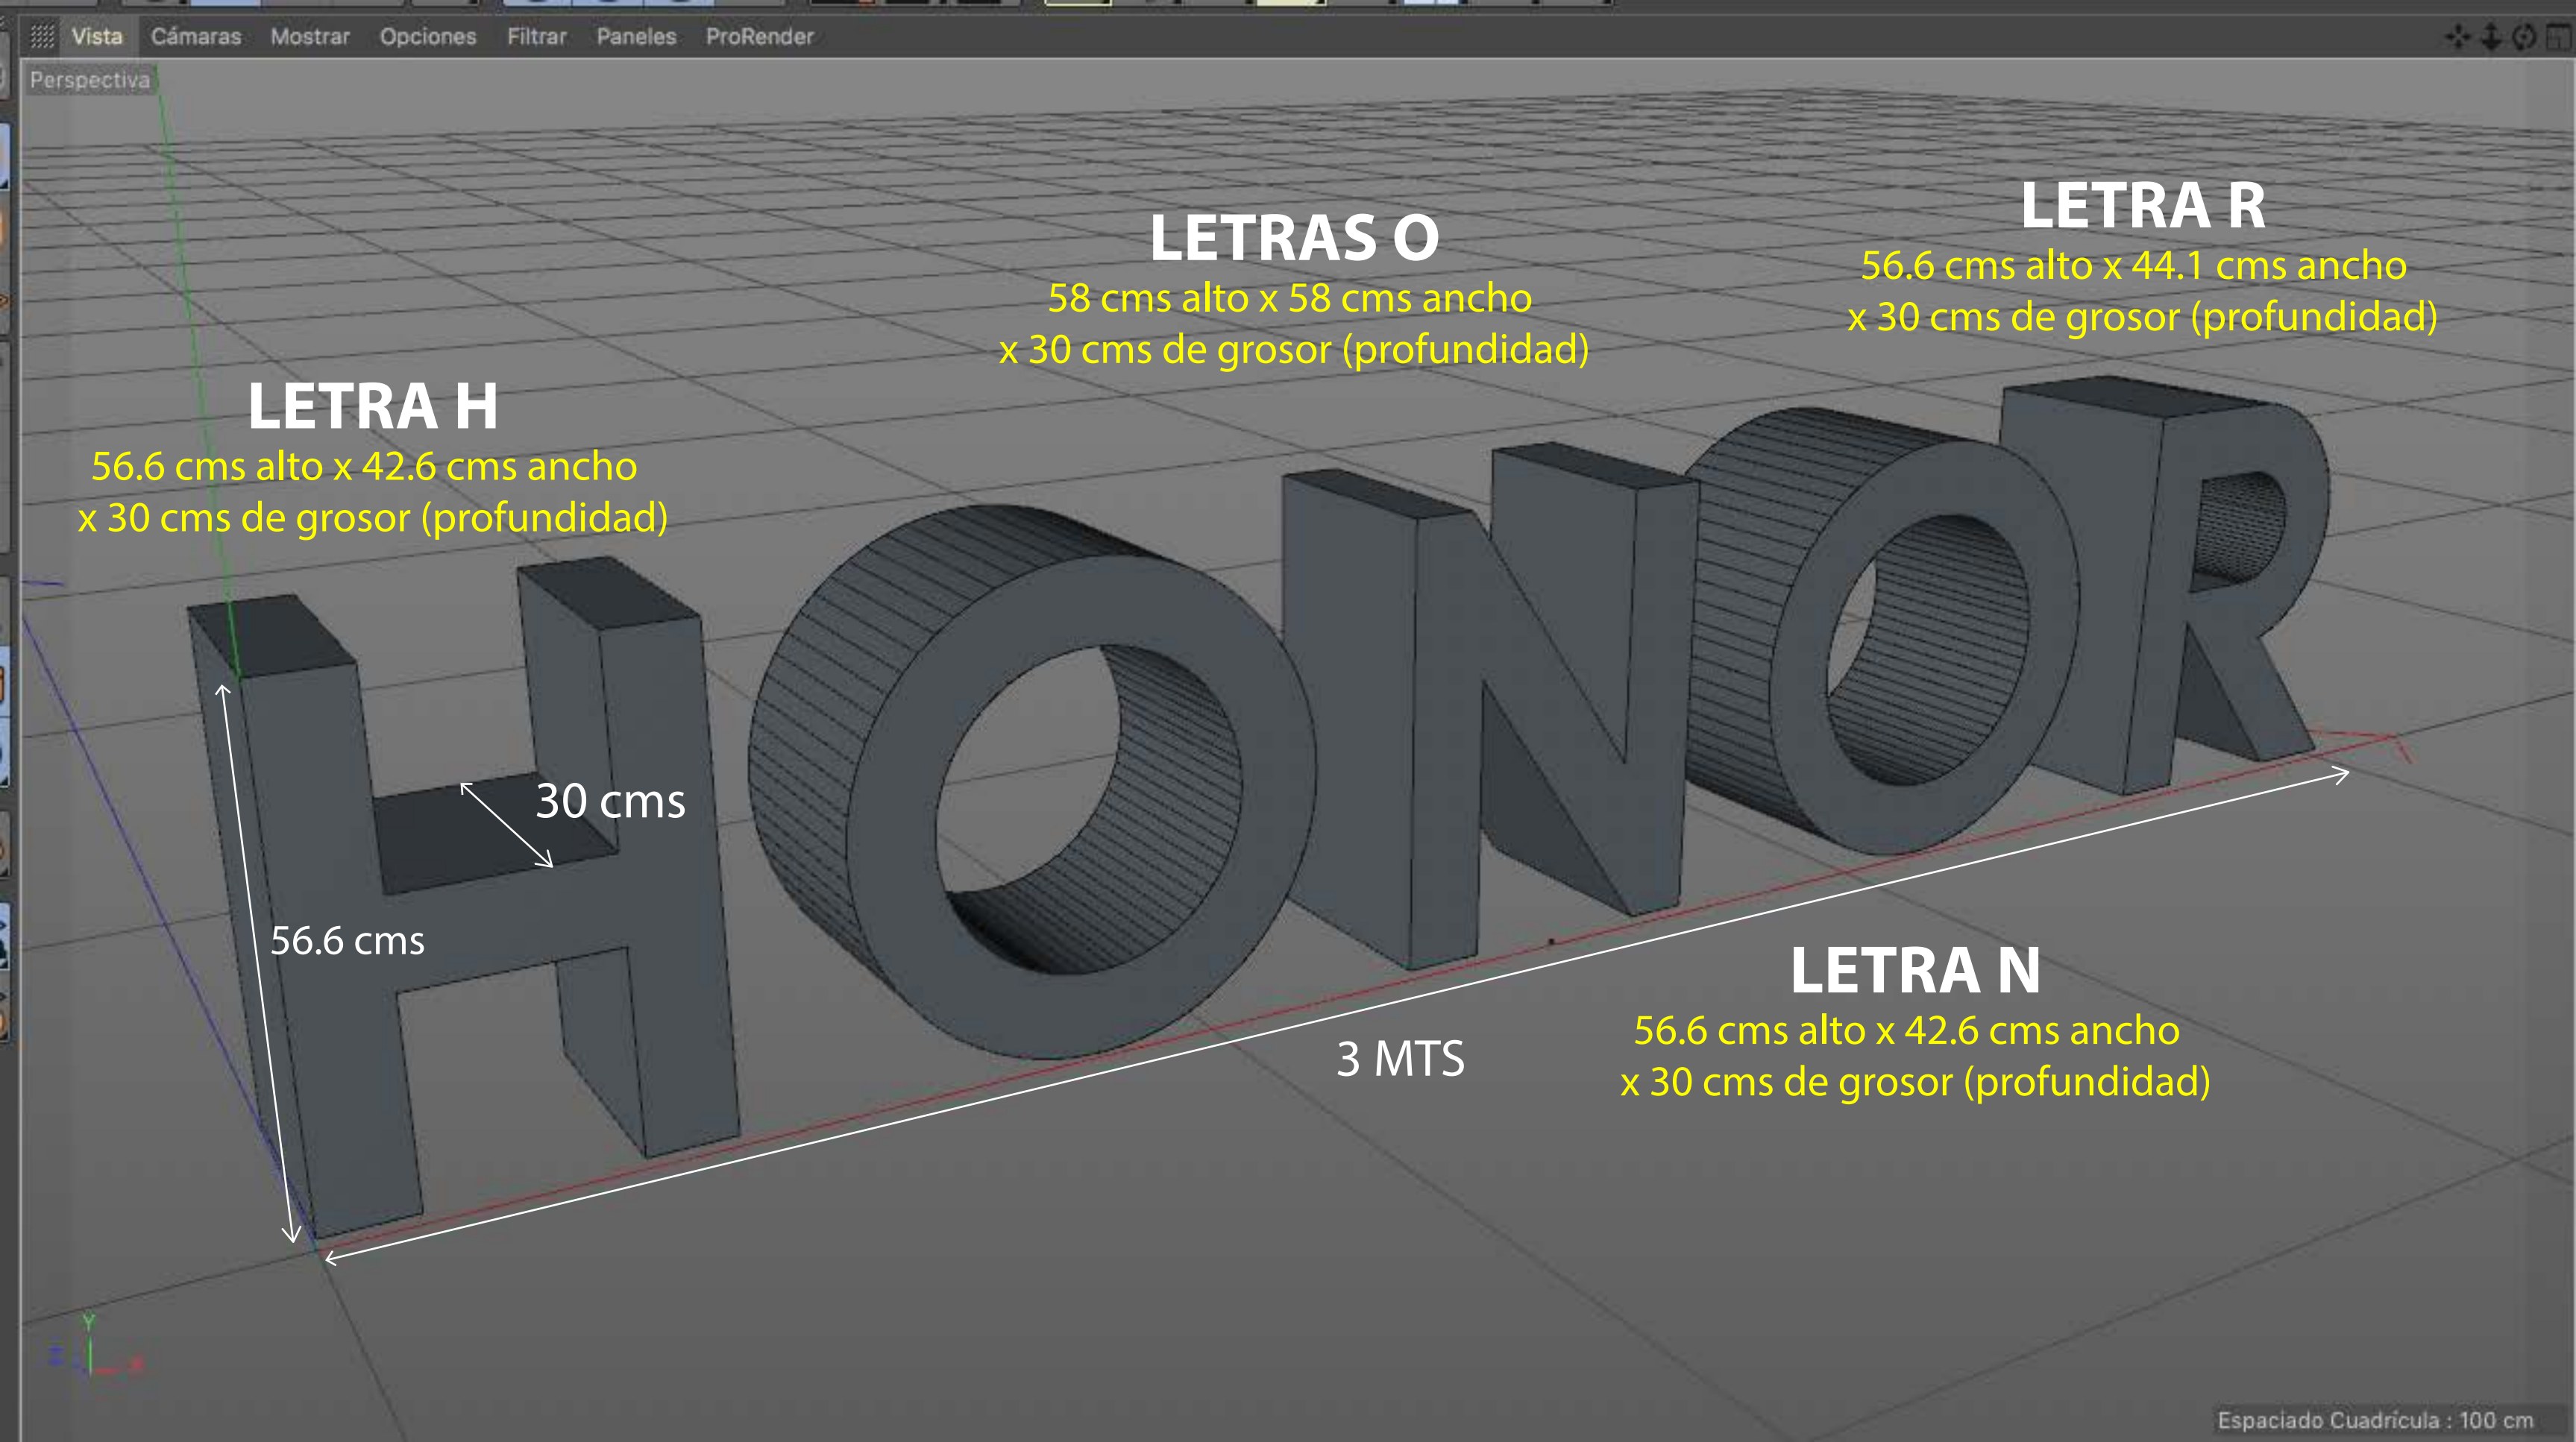 Vista Cámaras Mostrar Opciones Filtrar Paneles ProRender
Perspectiva
LETRA H
56.6 cms alto x 42.6 cms ancho
x 30 cms de grosor (profundidad)
LETRAS O
58 cms alto x 58 cms ancho
x 30 cms de grosor (profundidad)
LETRA R
56.6 cms alto x 44.1 cms ancho
x 30 cms de grosor (profundidad)
HONOR
30 cms
56.6 cms
3 MTS
LETRA N
56.6 cms alto x 42.6 cms ancho
x 30 cms de grosor (profundidad)
Y
Z X
Espaciado Cuadrícula : 100 cm